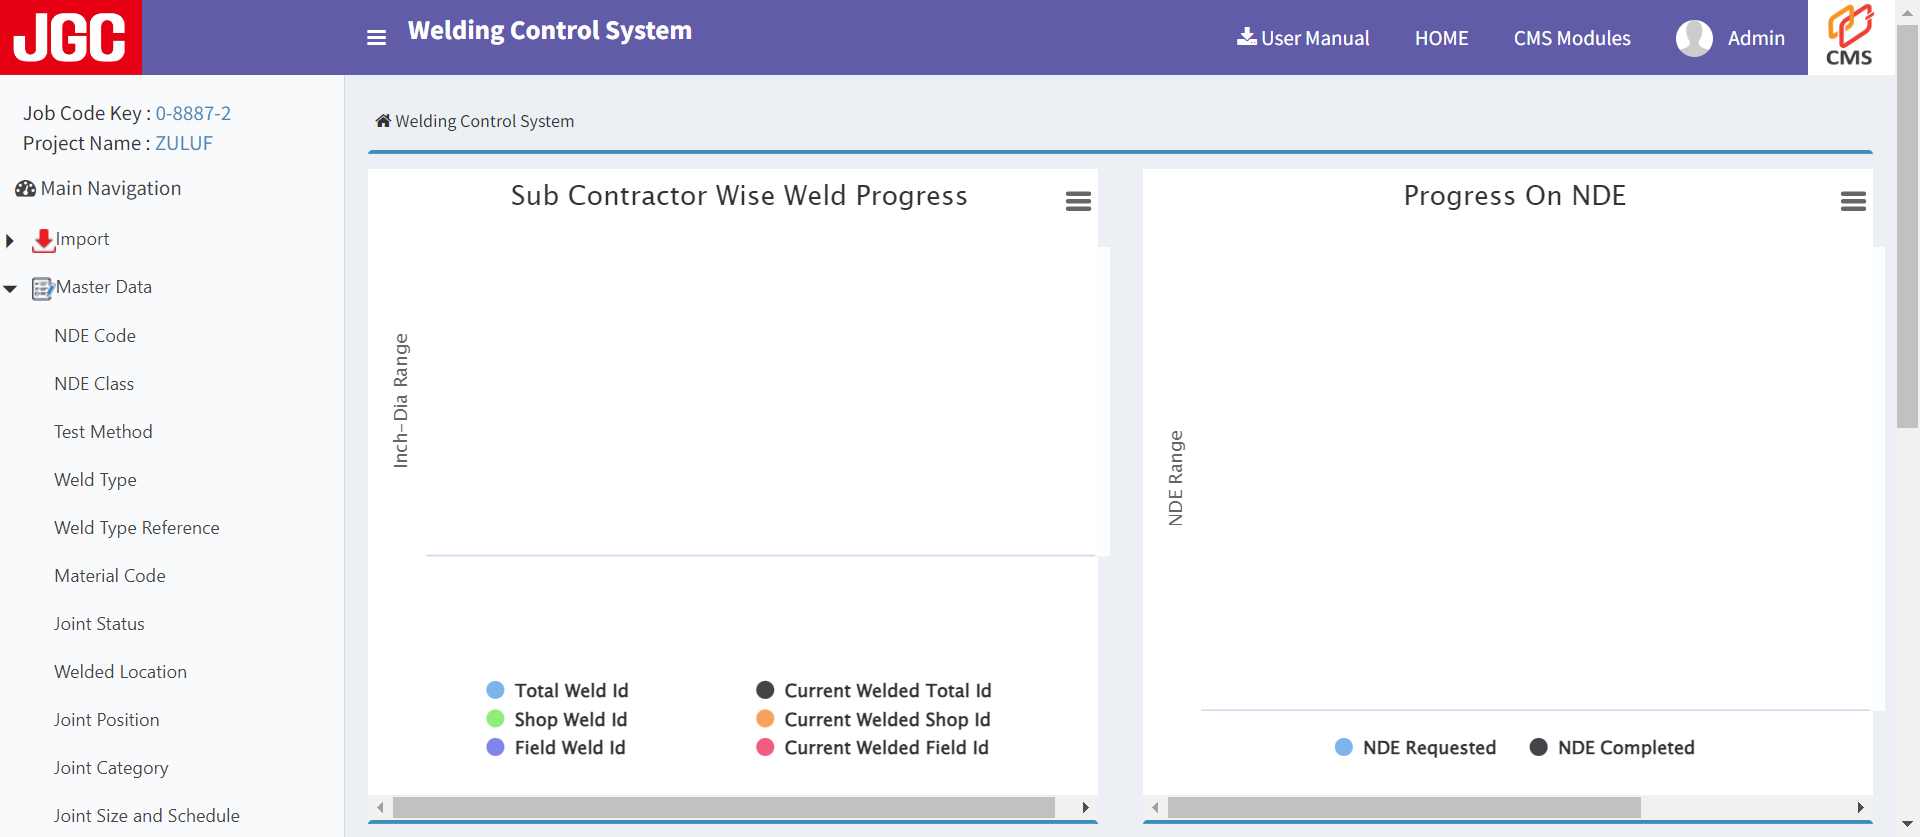 JGC
Welding Control System
User Manual
HOME
CMS Modules
Admin
CMS
Job Code Key : 0-8887-2
Project Name : ZULUF
Main Navigation
Import
Master Data
NDE Code
NDE Class
Test Method
Weld Type
Weld Type Reference
Material Code
Joint Status
Welded Location
Joint Position
Joint Category
Joint Size and Schedule
Welding Control System
Sub Contractor Wise Weld Progress
Inch-Dia Range
Total Weld Id
Current Welded Total Id
Shop Weld Id
Current Welded Shop Id
Field Weld Id
Current Welded Field Id
Progress On NDE
NDE Range
NDE Requested
NDE Completed